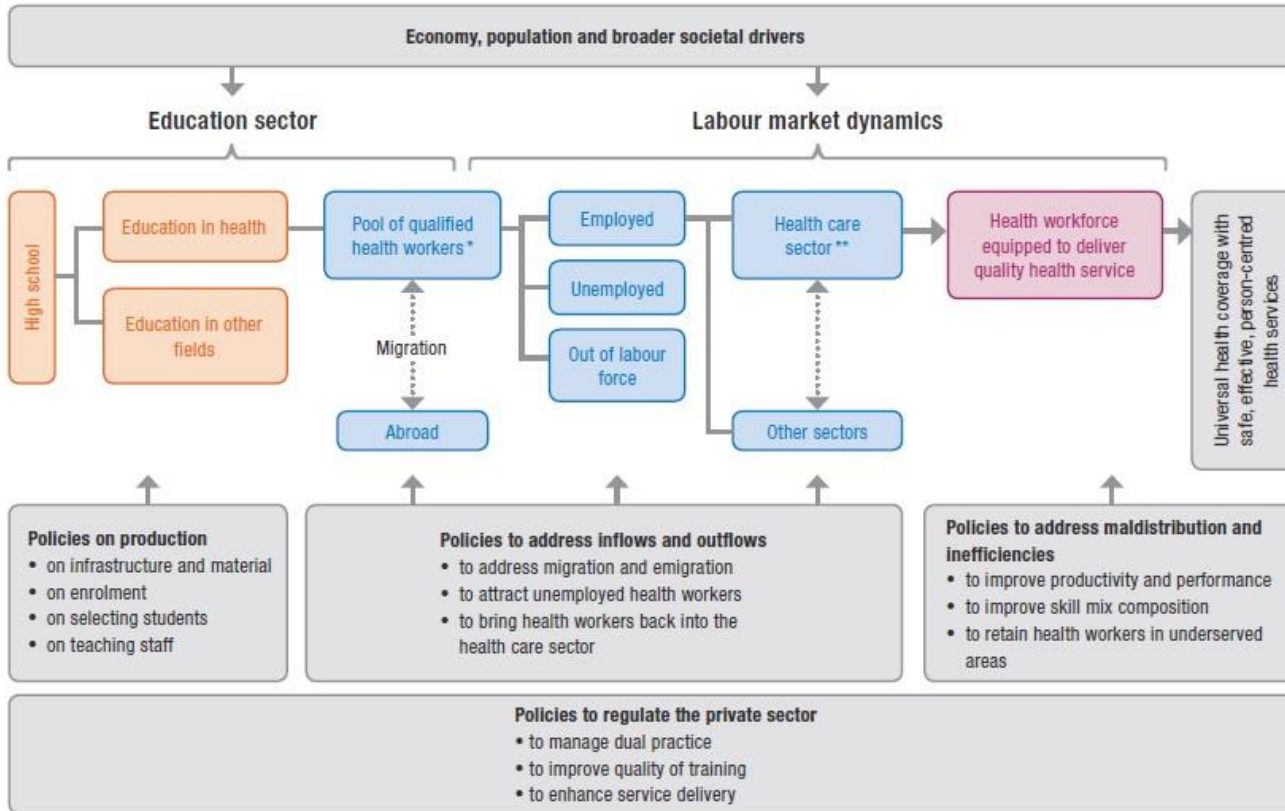 Economy, population and broader societal drivers
Education sector
Labour market dynamics
High school
Education in health
Education in other
fields
Pool of qualified
health workers *
Migration
Abroad
Employed
Unemployed
Out of labour
force
Health care
sector **
Other sectors
Health workforce
equipped to deliver
quality health service
Universal health coverage with
safe, effective, person-centred
health services
Policies on production
• on infrastructure and material
• on enrolment
• on selecting students
• on teaching staff
Policies to address inflows and outflows
• to address migration and emigration
• to attract unemployed health workers
• to bring health workers back into the
health care sector
Policies to address maldistribution and
inefficiencies
• to improve productivity and performance
• to improve skill mix composition
• to retain health workers in underserved
areas
Policies to regulate the private sector
• to manage dual practice
• to improve quality of training
• to enhance service delivery